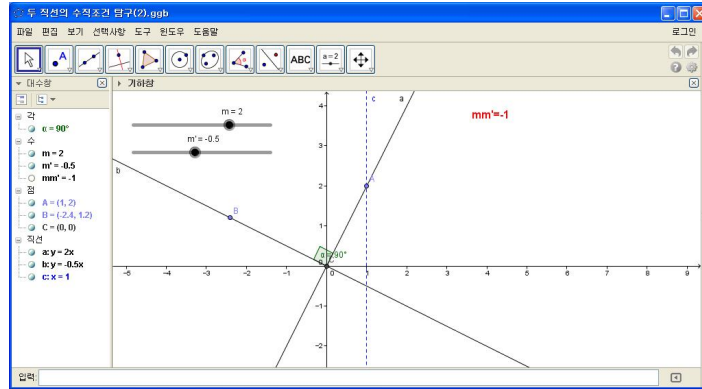 두 직선의 수직조건 탐구(2).ggb
파일 편집 보기 선택사항 도구 윈도우 도움말 로그인
A ABC a=2
대수창
기하창
각
α = 90°
수
m = 2
m' = -0.5
mm' = -1
점
A = (1, 2)
B = (-2.4, 1.2)
C = (0, 0)
직선
a: y = 2x
b: y = -0.5x
c: x = 1
m = 2
m' = -0.5
mm'=-1
c a
b
A
B
α = 90°
C
4
3
2
1
-5 -4 -3 -2 -1 0 1 2 3 4 5 6 7 8 9
-1
-2
입력: